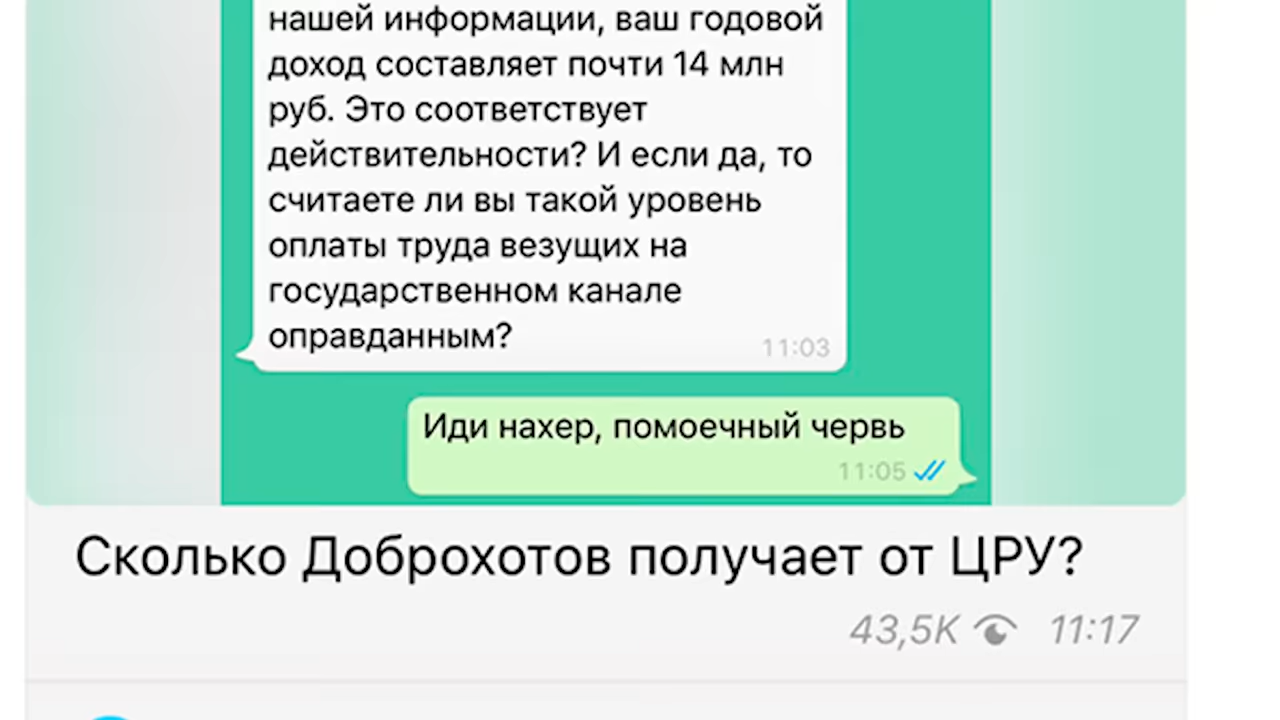 нашей информации, ваш годовой
доход составляет почти 14 млн
руб. Это соответствует
действительности? И если да, то
считаете ли вы такой уровень
оплаты труда везущих на
государственном канале
оправданным?
11:03
Иди нахер, помоечный червь
11:05
Сколько Доброхотов получает от ЦРУ?
43,5K 11:17